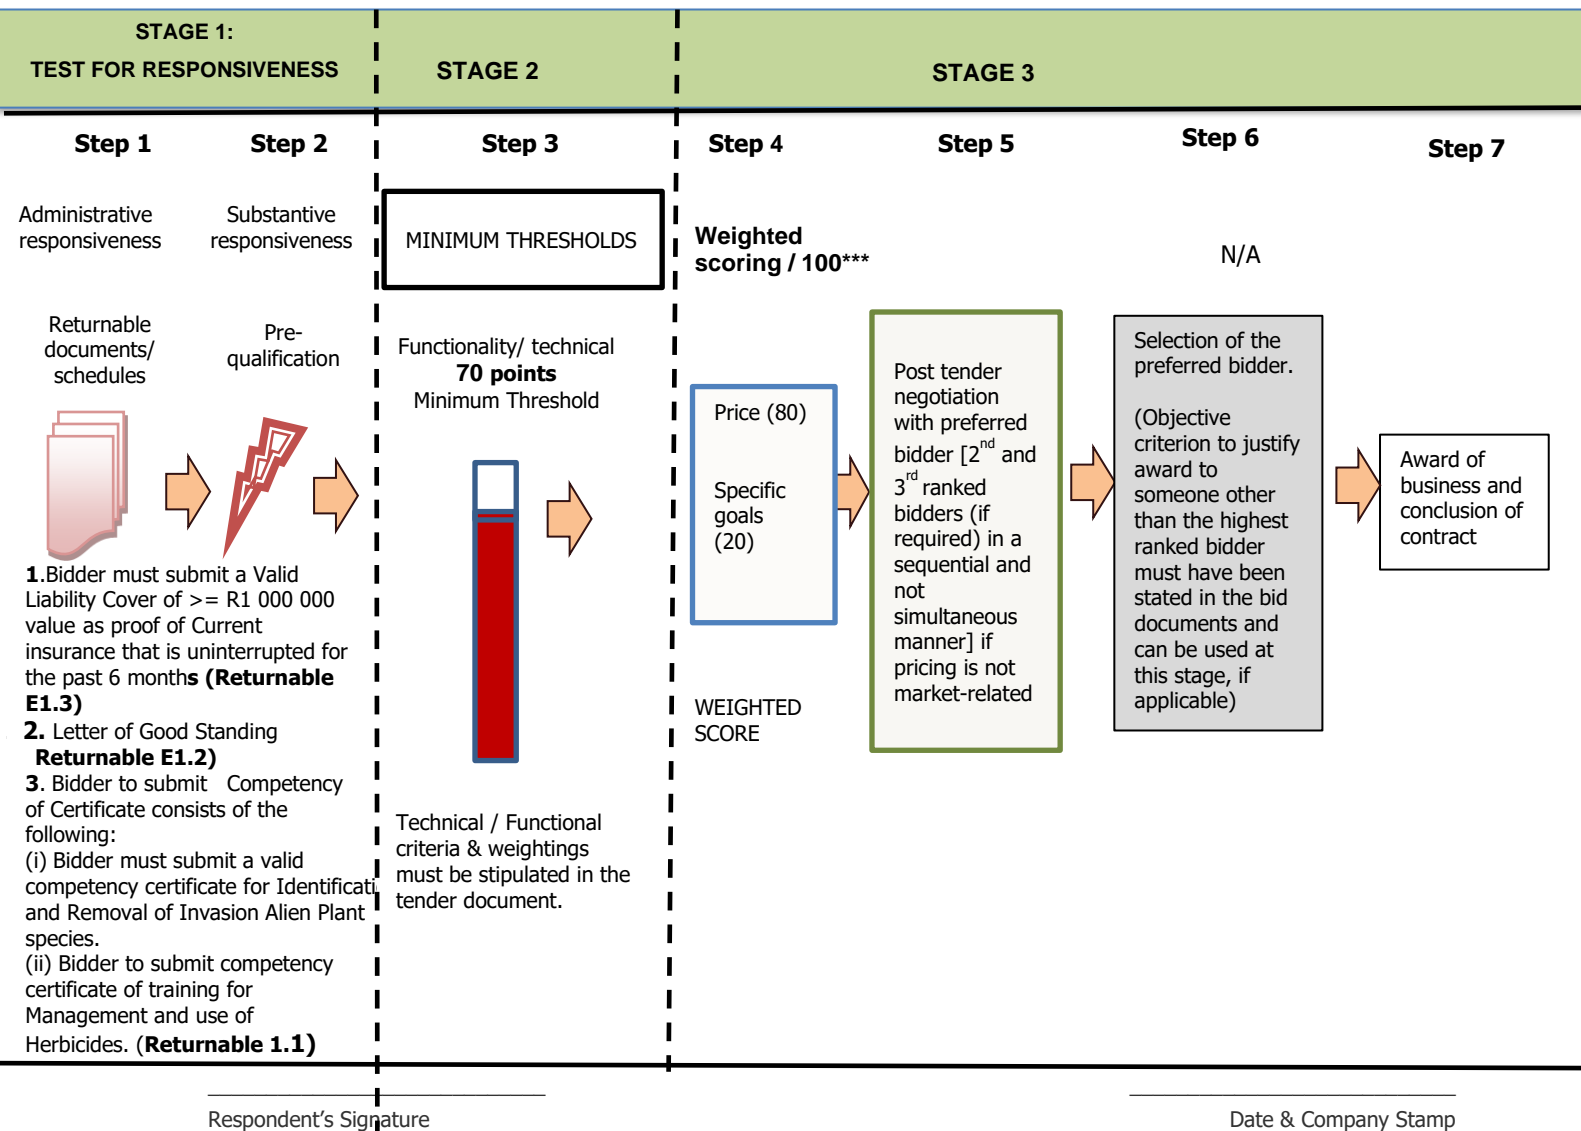 STAGE 1:
TEST FOR RESPONSIVENESS
STAGE 2
STAGE 3
Step 1
Step 2
Step 3
Step 4
Step 5
Step 6
Step 7
Administrative
responsiveness
Substantive
responsiveness
MINIMUM THRESHOLDS
Weighted
scoring / 100***
N/A
Returnable
documents/
schedules
Pre-
qualification
Functionality/ technical
70 points
Minimum Threshold
Price (80)
Specific
goals
(20)
WEIGHTED
SCORE
Post tender
negotiation
with preferred
bidder [2nd and
3rd ranked
bidders (if
required) in a
sequential and
not
simultaneous
manner] if
pricing is not
market-related
Selection of the
preferred bidder.
(Objective
criterion to justify
award to
someone other
than the highest
ranked bidder
must have been
stated in the bid
documents and
can be used at
this stage, if
applicable)
Award of
business and
conclusion of
contract
1.Bidder must submit a Valid
Liability Cover of >= R1 000 000
value as proof of Current
insurance that is uninterrupted for
the past 6 months (Returnable
E1.3)
2. Letter of Good Standing
Returnable E1.2)
3. Bidder to submit Competency
of Certificate consists of the
following:
(i) Bidder must submit a valid
competency certificate for Identificati
and Removal of Invasion Alien Plant
species.
(ii) Bidder to submit competency
certificate of training for
Management and use of
Herbicides. (Returnable 1.1)
Technical / Functional
criteria & weightings
must be stipulated in the
tender document.
Respondent's Signature
Date & Company Stamp